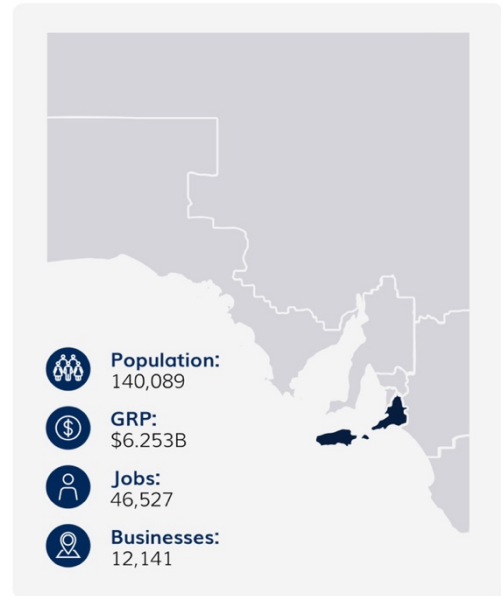 Population:
140,089
GRP:
$6.253B
Jobs:
46,527
Businesses:
12,141